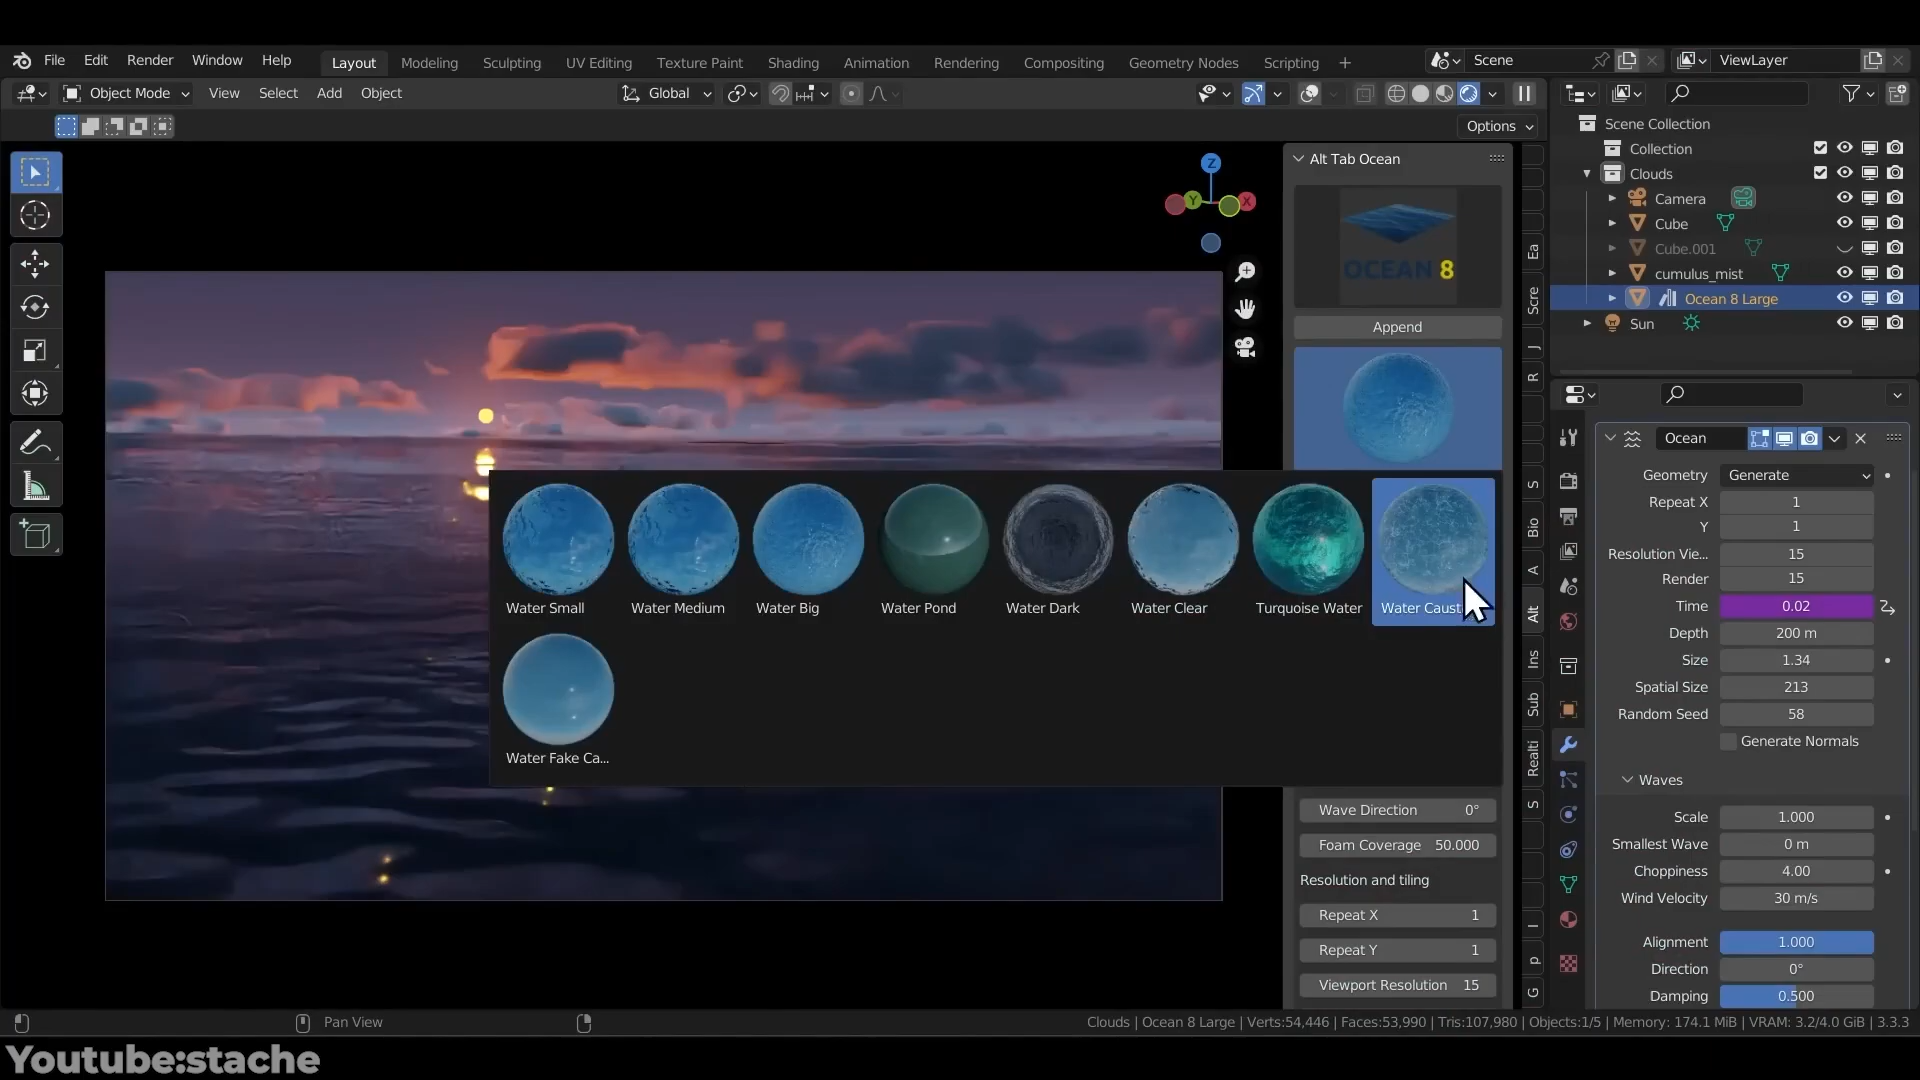 File Edit Render Window Help Layout Modeling Sculpting UV Editing Texture Paint Shading Animation Rendering Compositing Geometry Nodes Scripting + Scene ViewLayer
Object Mode View Select Add Object Global
Options
Alt Tab Ocean
OCEAN 8
Append
Water Small Water Medium Water Big Water Pond Water Dark Water Clear Turquoise Water Water Caust
Water Fake Ca...
Wave Direction 0°
Foam Coverage 50.000
Resolution and tiling
Repeat X 1
Repeat Y 1
Viewport Resolution 15
Ea
Scre
J
R
S
Bio
A
Alt
Ins
Sub
Realti
S
I
p
G
Z
Y
X
Scene Collection
Collection
Clouds
Camera
Cube
Cube.001
cumulus_mist
Ocean 8 Large
Sun
Ocean
Geometry Generate
Repeat X 1
Y 1
Resolution Vie... 15
Render 15
Time 0.02
Depth 200 m
Size 1.34
Spatial Size 213
Random Seed 58
Generate Normals
Waves
Scale 1.000
Smallest Wave 0 m
Choppiness 4.00
Wind Velocity 30 m/s
Alignment 1.000
Direction 0°
Damping 0.500
Pan View
Clouds | Ocean 8 Large | Verts:54,446 | Faces:53,990 | Tris:107,980 | Objects:1/5 | Memory: 174.1 MiB | VRAM: 3.2/4.0 GiB | 3.3.3
Youtube:stache